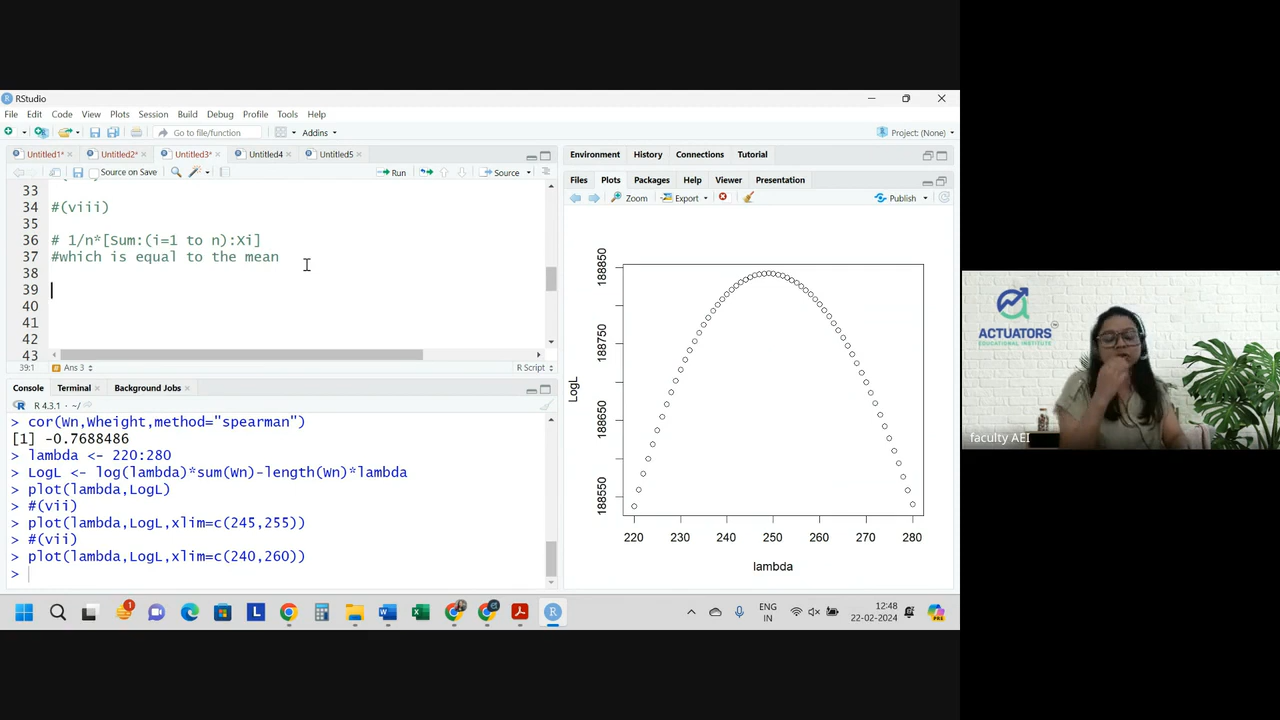 RStudio
File Edit Code View Plots Session Build Debug Profile Tools Help
Go to file/function Addins Project: (None)
Untitled1* Untitled2* Untitled3* Untitled4 Untitled5
Source on Save Run Source
33
34 #(viii)
35
36 # 1/n*[Sum:(i=1 to n):Xi]
37 #which is equal to the mean
38
39
40
41
42
43
39:1 Ans 3 R Script
Console Terminal Background Jobs
R 4.3.1 · ~/
> cor(Wn,Wheight,method="spearman")
[1] -0.7688486
> lambda <- 220:280
> LogL <- log(lambda)*sum(Wn)-length(Wn)*lambda
> plot(lambda,LogL)
> #(vii)
> plot(lambda,LogL,xlim=c(245,255))
> #(vii)
> plot(lambda,LogL,xlim=c(240,260))
>
Environment History Connections Tutorial
Files Plots Packages Help Viewer Presentation
Zoom Export Publish
188850
188750
188650
188550
LogL
220 230 240 250 260 270 280
lambda
ACTUATORS
EDUCATIONAL INSTITUTE
faculty AEI
ENG
IN
12:48
22-02-2024